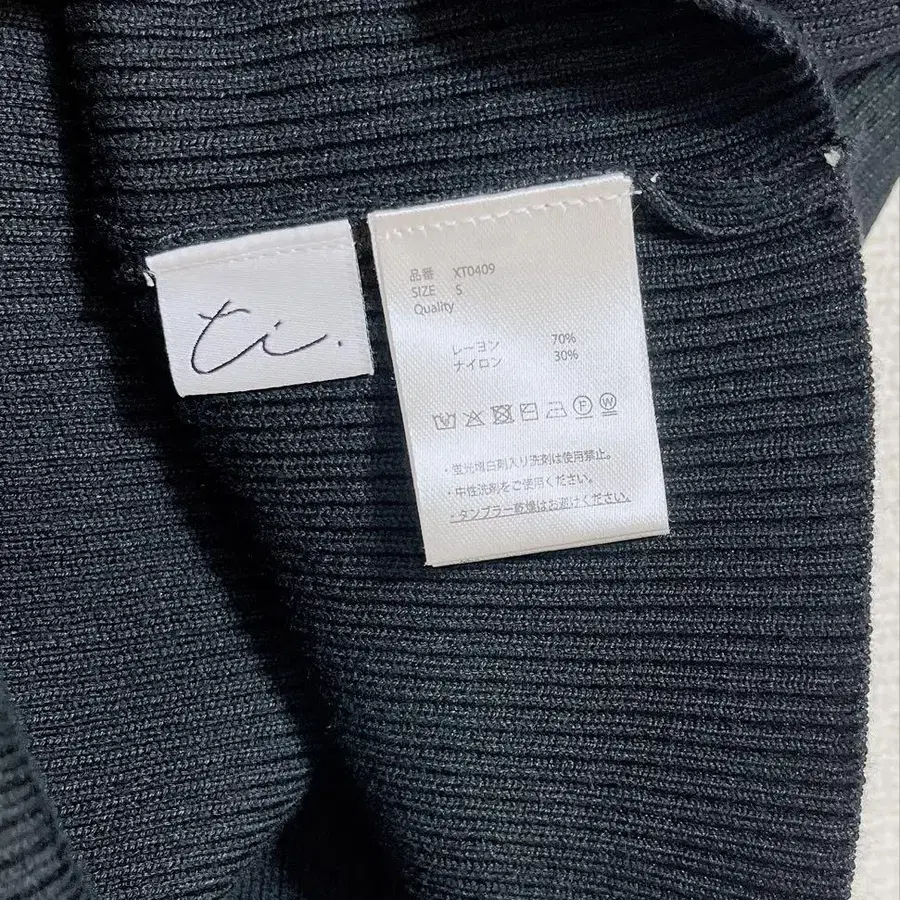 ti.
品番 XT0409
SIZE S
Quality
レーヨン 70%
ナイロン 30%
F W
・蛍光増白剤入り洗剤は使用禁止。
・中性洗剤をご使用ください。
・タンブラー乾燥はお避けください。